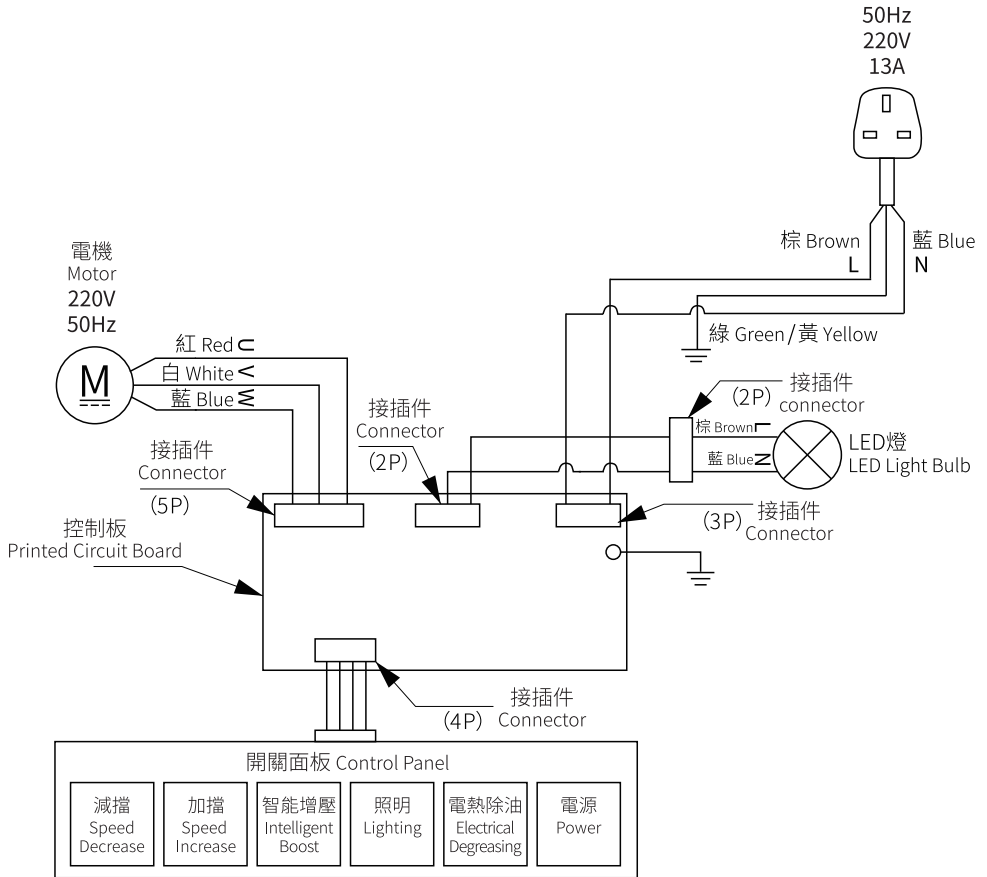 50Hz
220V
13A
棕 Brown
L
藍 Blue
N
綠 Green/黃 Yellow
電機
Motor
220V
50Hz
M
紅 Red U
白 White V
藍 Blue W
接插件
Connector
(5P)
接插件
Connector
(2P)
接插件
(2P) connector
棕 Brown L
藍 Blue N
LED燈
LED Light Bulb
(3P) 接插件
Connector
控制板
Printed Circuit Board
接插件
(4P) Connector
開關面板 Control Panel
減擋
Speed
Decrease
加擋
Speed
Increase
智能增壓
Intelligent
Boost
照明
Lighting
電熱除油
Electrical
Degreasing
電源
Power